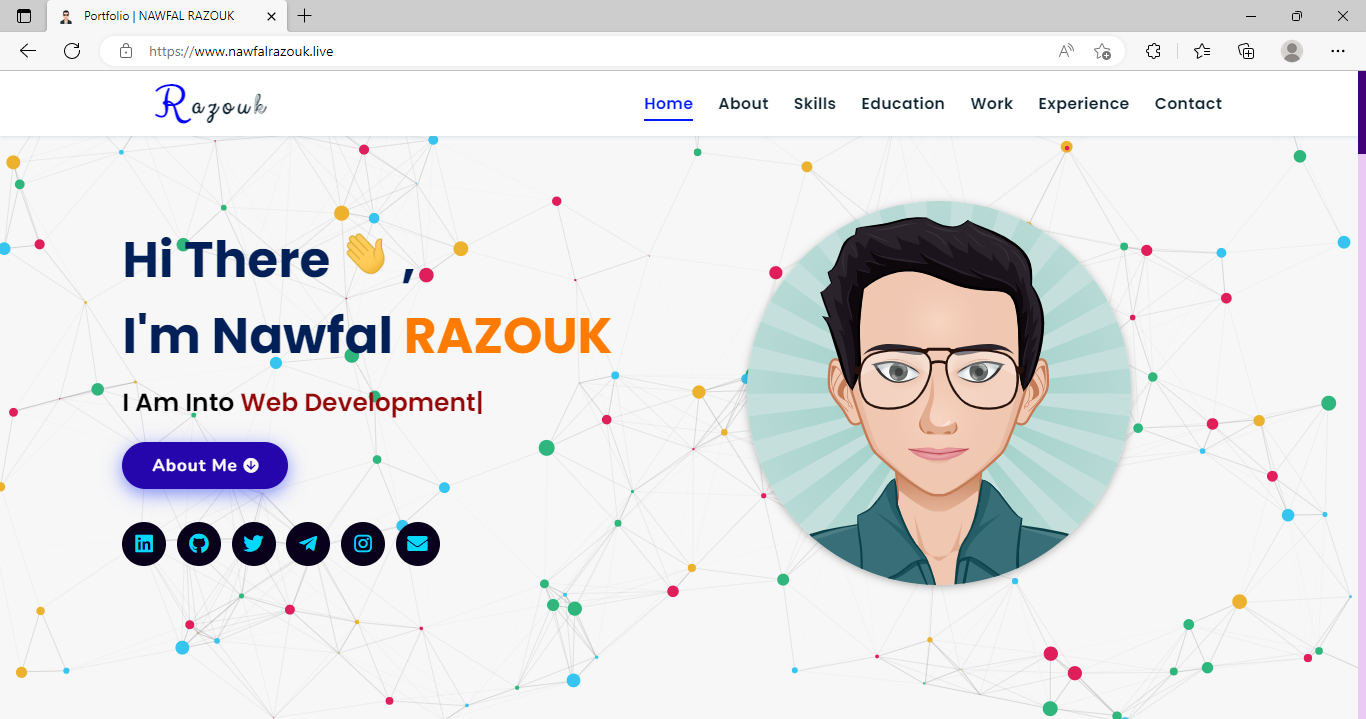 Portfolio | NAWFAL RAZOUK
https://www.nawfalrazouk.live
Razouk
Home About Skills Education Work Experience Contact
Hi There 👋 ,
I'm Nawfal RAZOUK
I Am Into Web Development|
About Me